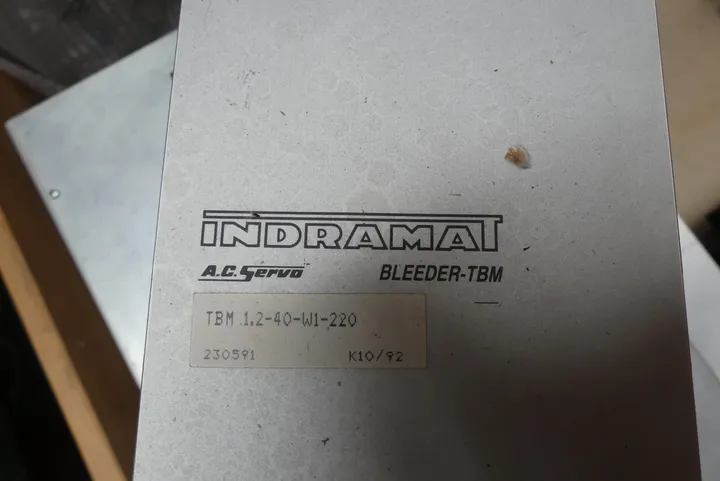 INDRAMAT
A.C. Servo BLEEDER-TBM
TBM 1.2-40-W1-220
230591 K10/92